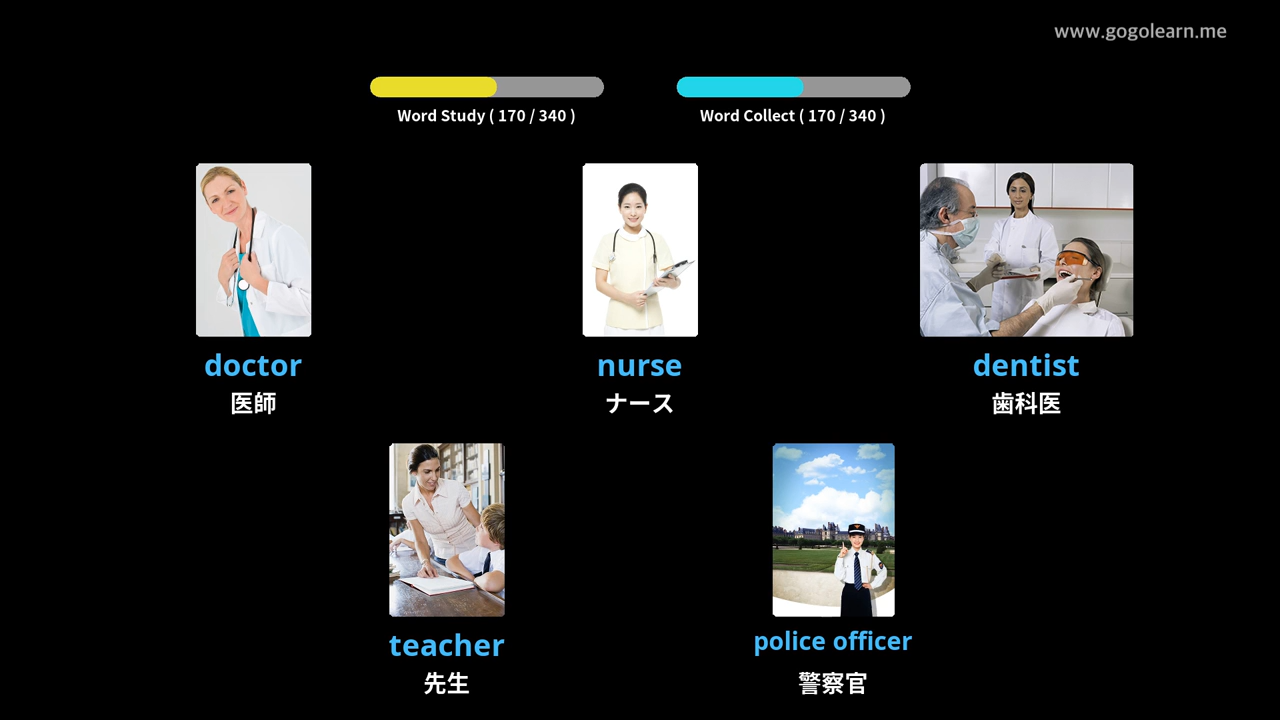 www.gogolearn.me
Word Study ( 170 / 340 )
Word Collect ( 170 / 340 )
doctor
医師
nurse
ナース
dentist
歯科医
teacher
先生
police officer
警察官